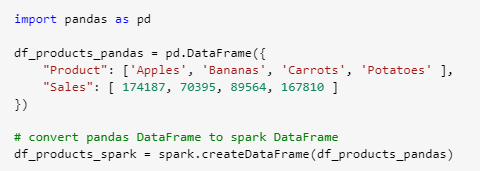 import pandas as pd
df_products_pandas = pd.DataFrame({
    "Product": ['Apples', 'Bananas', 'Carrots', 'Potatoes' ],
    "Sales": [ 174187, 70395, 89564, 167810 ]
})
# convert pandas DataFrame to spark DataFrame
df_products_spark = spark.createDataFrame(df_products_pandas)